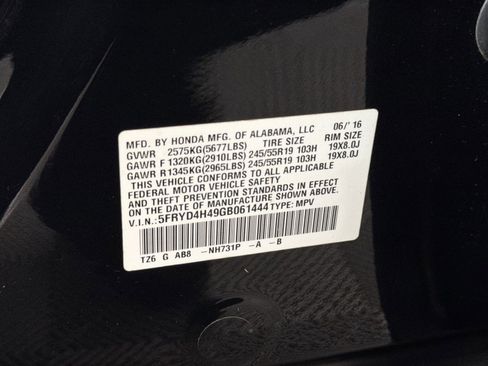 MFD. BY HONDA MFG. OF ALABAMA, LLC 06/'16
GVWR 2575KG(5677LBS) TIRE SIZE RIM SIZE
GAWR F 1320KG(2910LBS) 245/55R19 103H 19X8.0J
GAWR R1345KG(2965LBS) 245/55R19 103H 19X8.0J
THIS VEHICLE CONFORMS TO ALL APPLICABLE
FEDERAL MOTOR VEHICLE SAFETY, BUMPER,
AND THEFT PREVENTION STANDARDS IN EFFECT
ON THE DATE OF MANUFACTURE SHOWN ABOVE.
V.I.N: 5FRYD4H49GB061444 TYPE: MPV
TZ6 G AB8 -NH731P -A -B